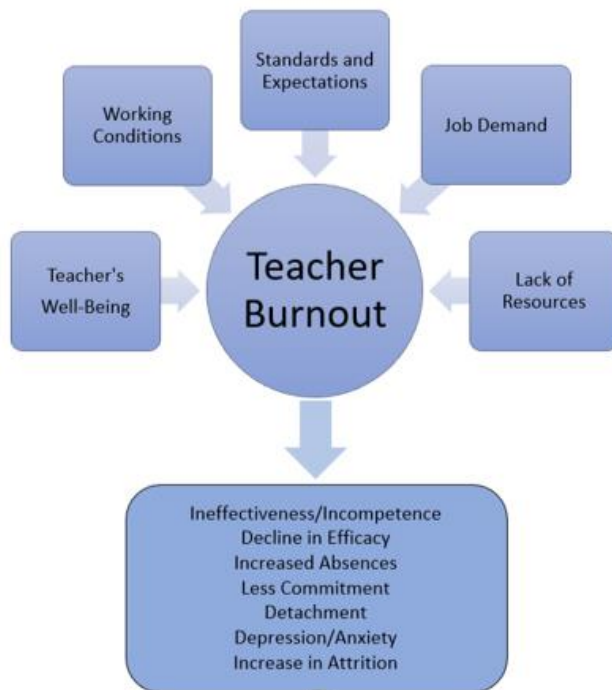 Standards and
Expectations
Working
Conditions
Job Demand
Teacher's
Well-Being
Teacher
Burnout
Lack of
Resources
Ineffectiveness/Incompetence
Decline in Efficacy
Increased Absences
Less Commitment
Detachment
Depression/Anxiety
Increase in Attrition